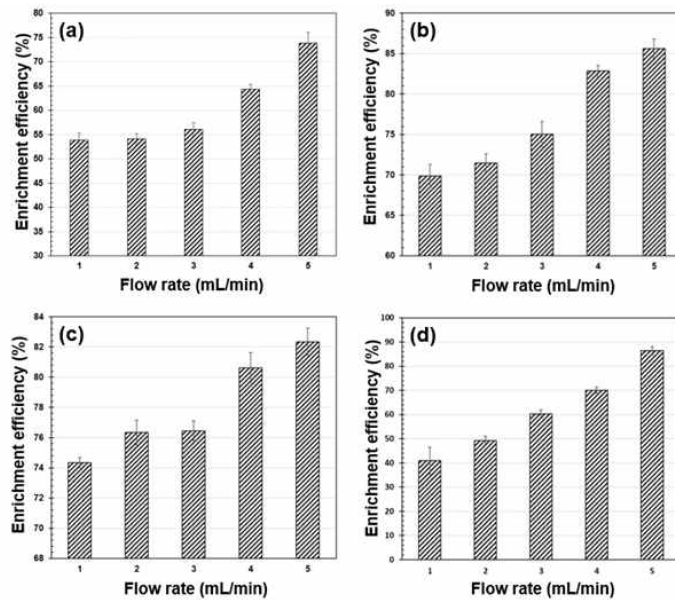 (a)
Enrichment efficiency (%)
80
75
70
65
60
55
50
45
40
35
30
1 2 3 4 5
Flow rate (mL/min)
(b)
Enrichment efficiency (%)
90
85
80
75
70
65
60
1 2 3 4 5
Flow rate (mL/min)
(c)
Enrichment efficiency (%)
84
82
80
78
76
74
72
70
68
1 2 3 4 5
Flow rate (mL/min)
(d)
Enrichment efficiency (%)
100
90
80
70
60
50
40
30
20
10
0
1 2 3 4 5
Flow rate (mL/min)